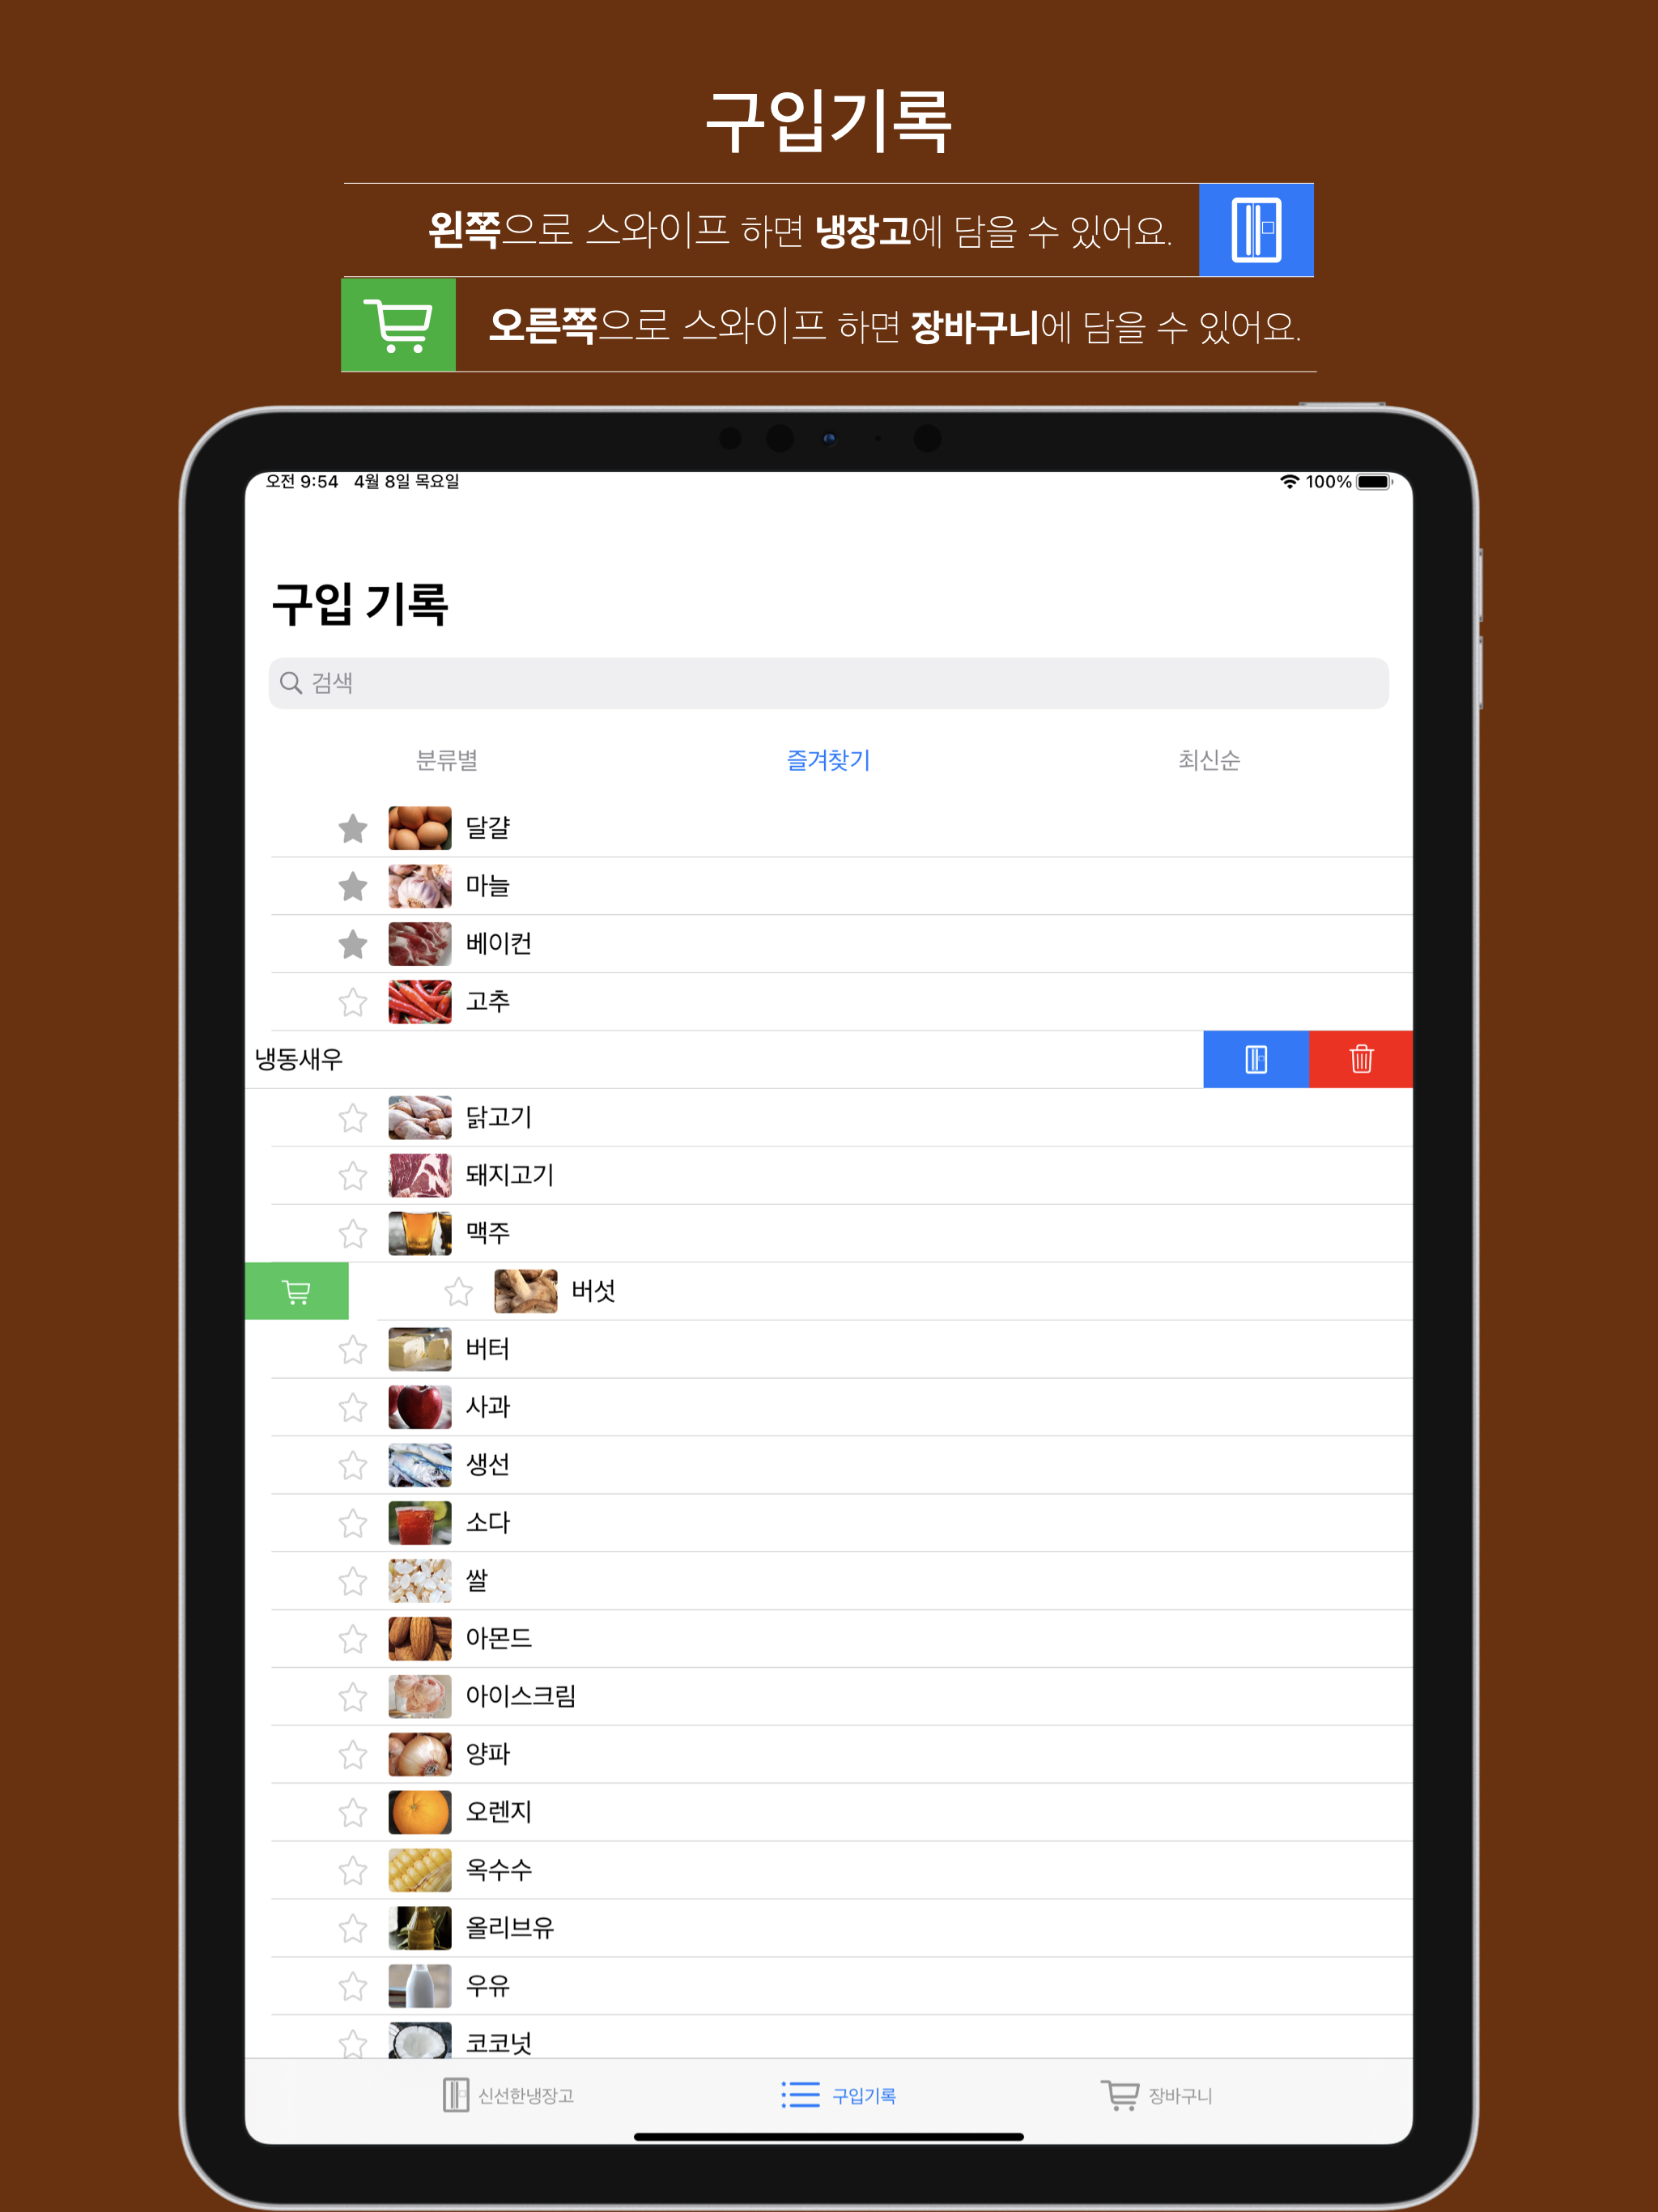 구입기록
왼쪽으로 스와이프 하면 냉장고에 담을 수 있어요.
오른쪽으로 스와이프 하면 장바구니에 담을 수 있어요.
오전 9:54 4월 8일 목요일 100%
구입 기록
검색
분류별 즐겨찾기 최신순
달걀
마늘
베이컨
고추
냉동새우
닭고기
돼지고기
맥주
버섯
버터
사과
생선
소다
쌀
아몬드
아이스크림
양파
오렌지
옥수수
올리브유
우유
코코넛
신선한냉장고 구입기록 장바구니